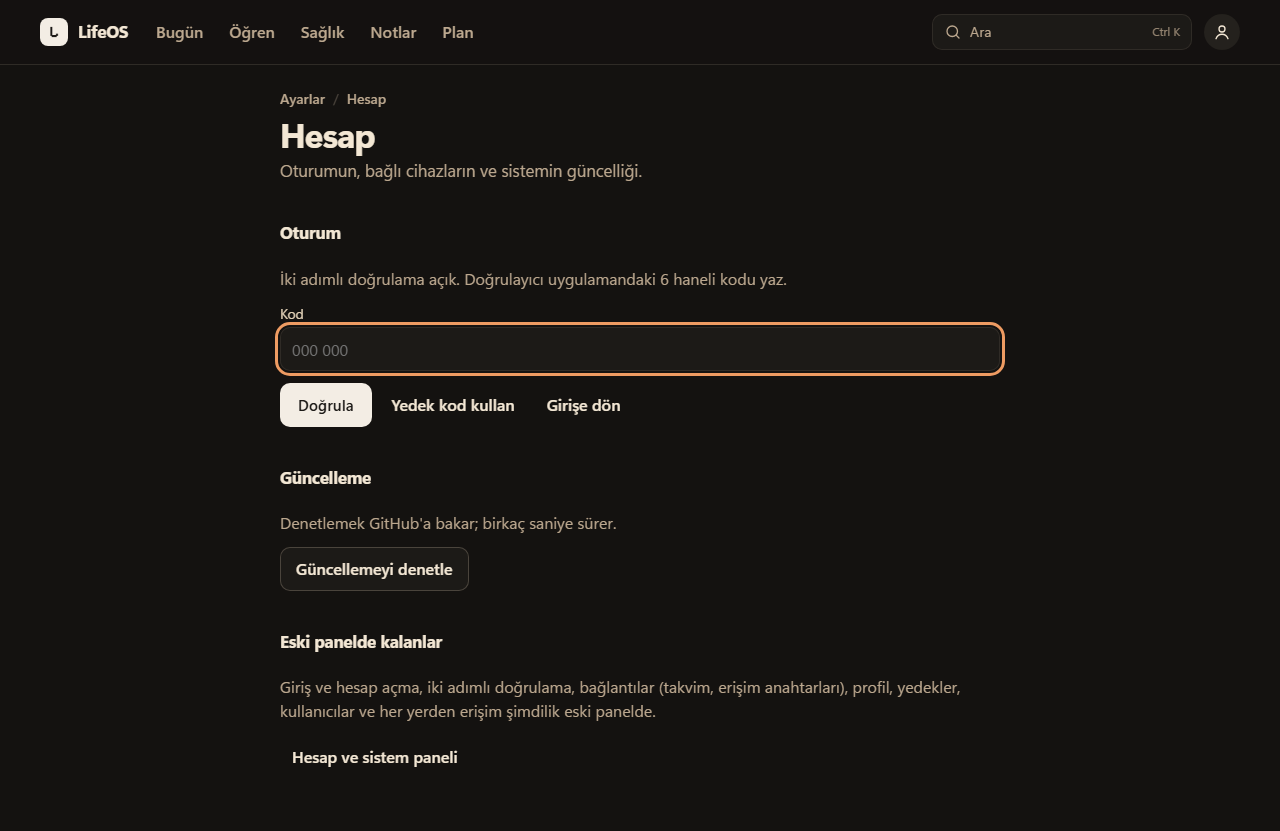 LifeOS Bugün Öğren Sağlık Notlar Plan Ara Ctrl K
Ayarlar / Hesap
Hesap
Oturumun, bağlı cihazların ve sistemin güncelliği.
Oturum
İki adımlı doğrulama açık. Doğrulayıcı uygulamandaki 6 haneli kodu yaz.
Kod
000 000
Doğrula Yedek kod kullan Girişe dön
Güncelleme
Denetlemek GitHub'a bakar; birkaç saniye sürer.
Güncellemeyi denetle
Eski panelde kalanlar
Giriş ve hesap açma, iki adımlı doğrulama, bağlantılar (takvim, erişim anahtarları), profil, yedekler,
kullanıcılar ve her yerden erişim şimdilik eski panelde.
Hesap ve sistem paneli